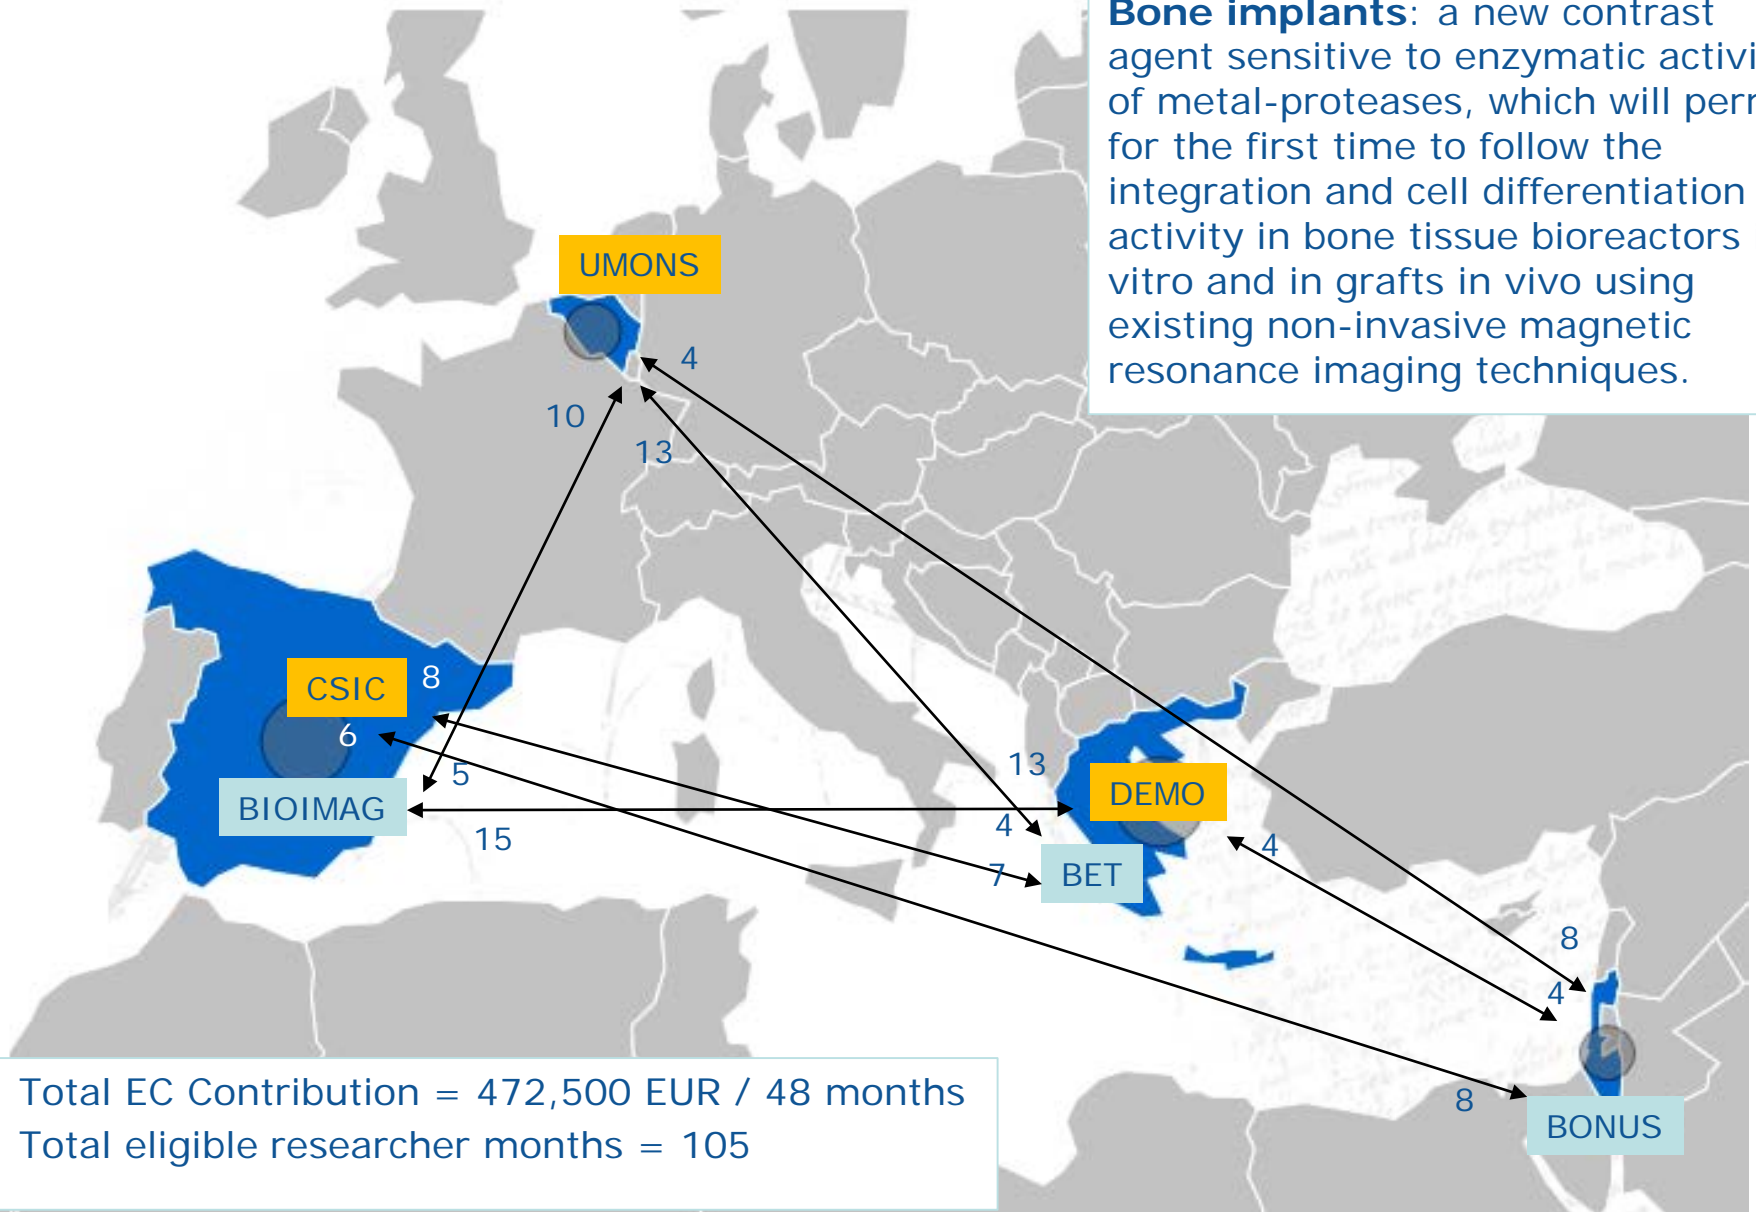 Bone implants: a new contrast
agent sensitive to enzymatic activi
of metal-proteases, which will perr
for the first time to follow the
integration and cell differentiation
activity in bone tissue bioreactors
vitro and in grafts in vivo using
existing non-invasive magnetic
resonance imaging techniques.
UMONS
4
10
13
CSIC
8
6
5
BIOIMAG
15
13
DEMO
4
4
7
BET
8
4
8
BONUS
Total EC Contribution = 472,500 EUR / 48 months
Total eligible researcher months = 105